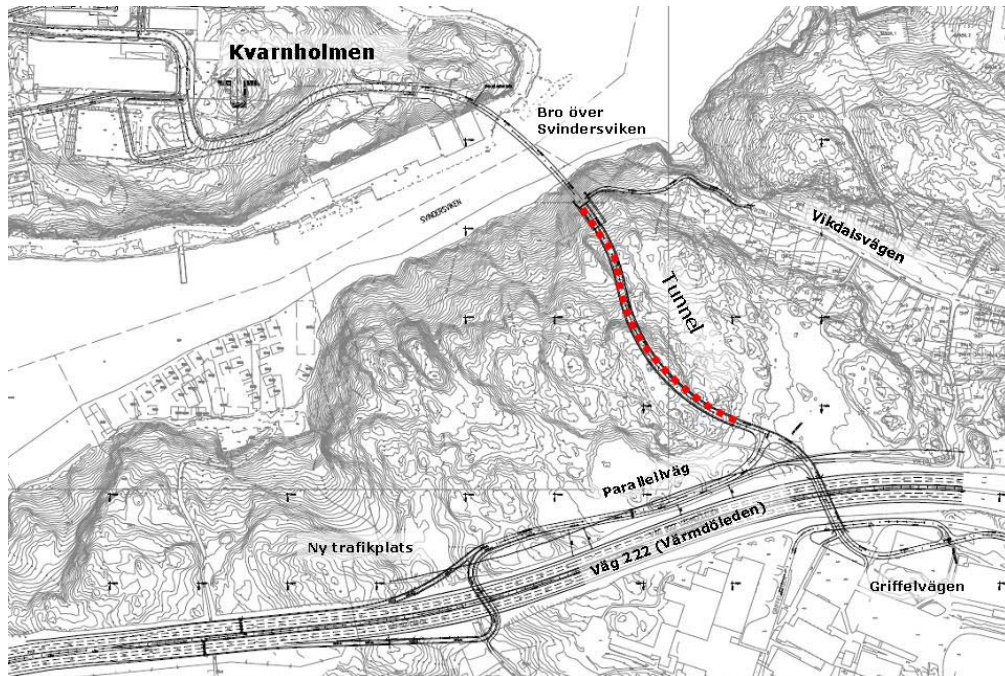 Kvarnholmen
Bro över
Svindersviken
SVINDERSVIKEN
Vikdalsvägen
Tunnel
Parallellväg
Ny trafikplats
Väg 222 (Värmdöleden)
Griffelvägen